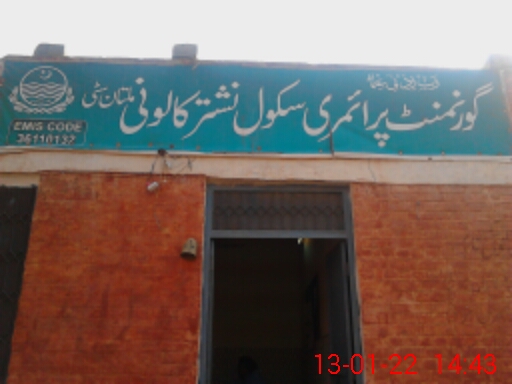 گورنمنٹ پرائمری سکول نشتر کالونی ملتان سٹی
EMIS CODE
36110132
13-01-22 14:43